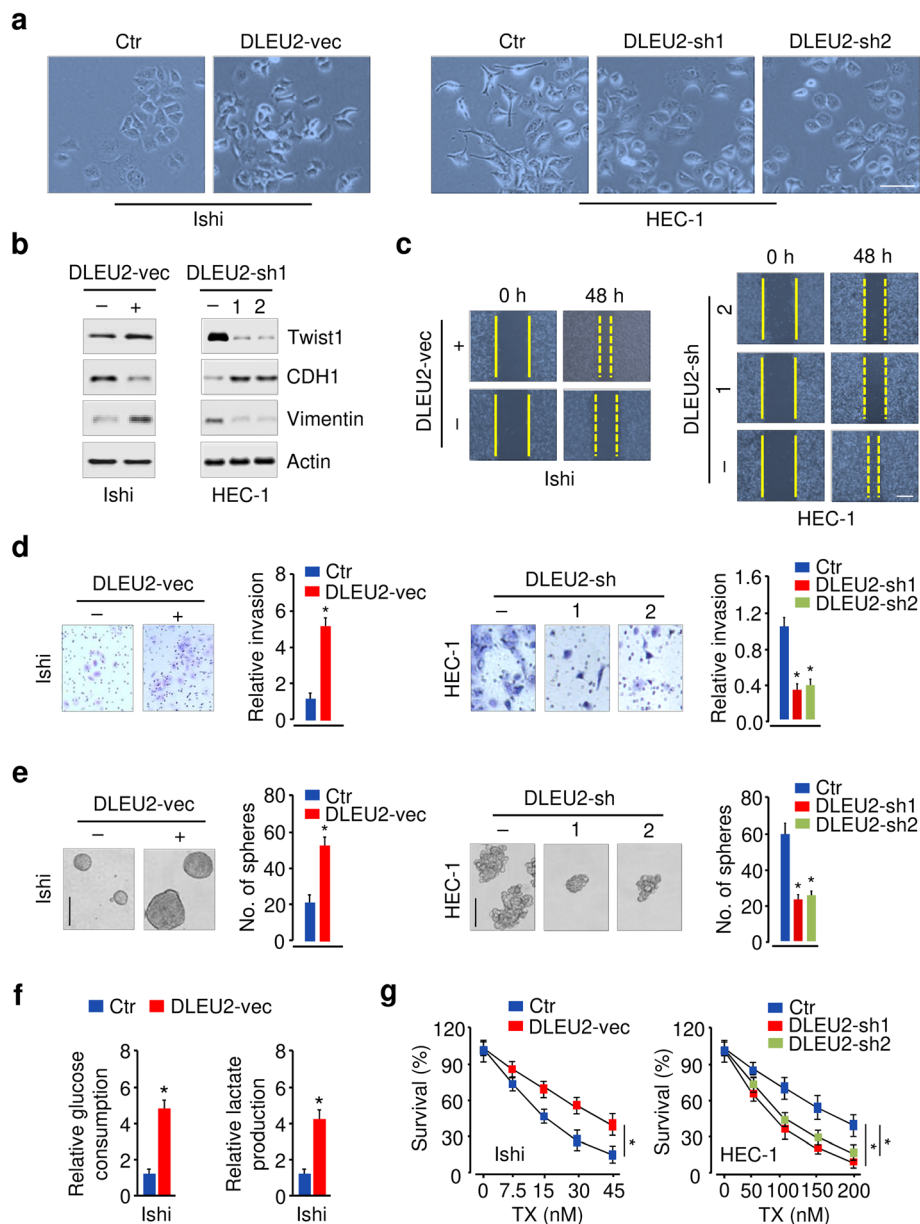 a
Ctr DLEU2-vec Ctr DLEU2-sh1 DLEU2-sh2
Ishi HEC-1
b
DLEU2-vec DLEU2-sh1
– + – 1 2
Twist1
CDH1
Vimentin
Actin
Ishi HEC-1
c
0 h 48 h
DLEU2-vec
+
–
Ishi
0 h 48 h
DLEU2-sh
2
1
–
HEC-1
d
DLEU2-vec
– +
Ishi
Relative invasion
8
6
4
2
0
Ctr
DLEU2-vec
*
DLEU2-sh
– 1 2
HEC-1
Relative invasion
1.6
1.2
0.8
0.4
0.0
Ctr
DLEU2-sh1
DLEU2-sh2
* *
e
DLEU2-vec
– +
Ishi
No. of spheres
80
60
40
20
0
Ctr
DLEU2-vec
*
DLEU2-sh
– 1 2
HEC-1
No. of spheres
80
60
40
20
0
Ctr
DLEU2-sh1
DLEU2-sh2
* *
f
Ctr DLEU2-vec
Relative glucose
consumption
8
6
4
2
0
*
Ishi
Relative lactate
production
8
6
4
2
0
*
Ishi
g
Ctr
DLEU2-vec
Survival (%)
120
90
60
30
0
Ishi
*
0 7.5 15 30 45
TX (nM)
Ctr
DLEU2-sh1
DLEU2-sh2
Survival (%)
120
90
60
30
0
HEC-1
* *
0 50 100 150 200
TX (nM)